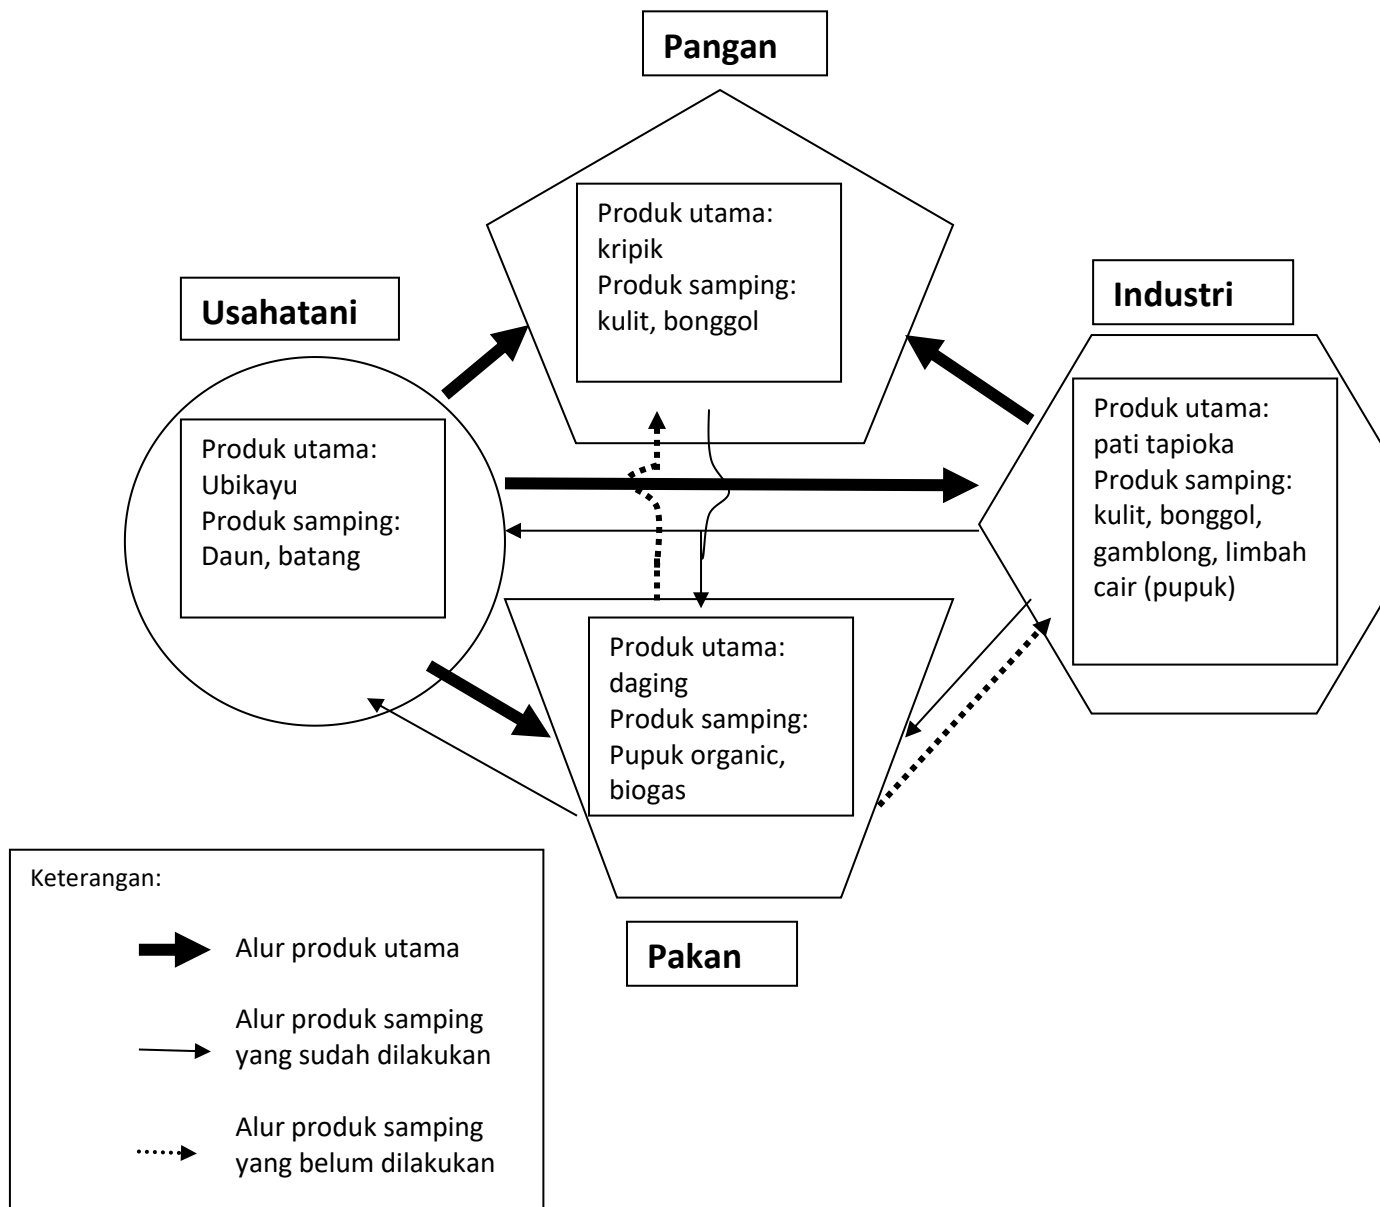 Pangan
Produk utama:
kripik
Produk samping:
kulit, bonggol
Usahatani
Produk utama:
Ubikayu
Produk samping:
Daun, batang
Industri
Produk utama:
pati tapioka
Produk samping:
kulit, bonggol,
gamblong, limbah
cair (pupuk)
Produk utama:
daging
Produk samping:
Pupuk organic,
biogas
Pakan
Keterangan:
Alur produk utama
Alur produk samping
yang sudah dilakukan
Alur produk samping
yang belum dilakukan